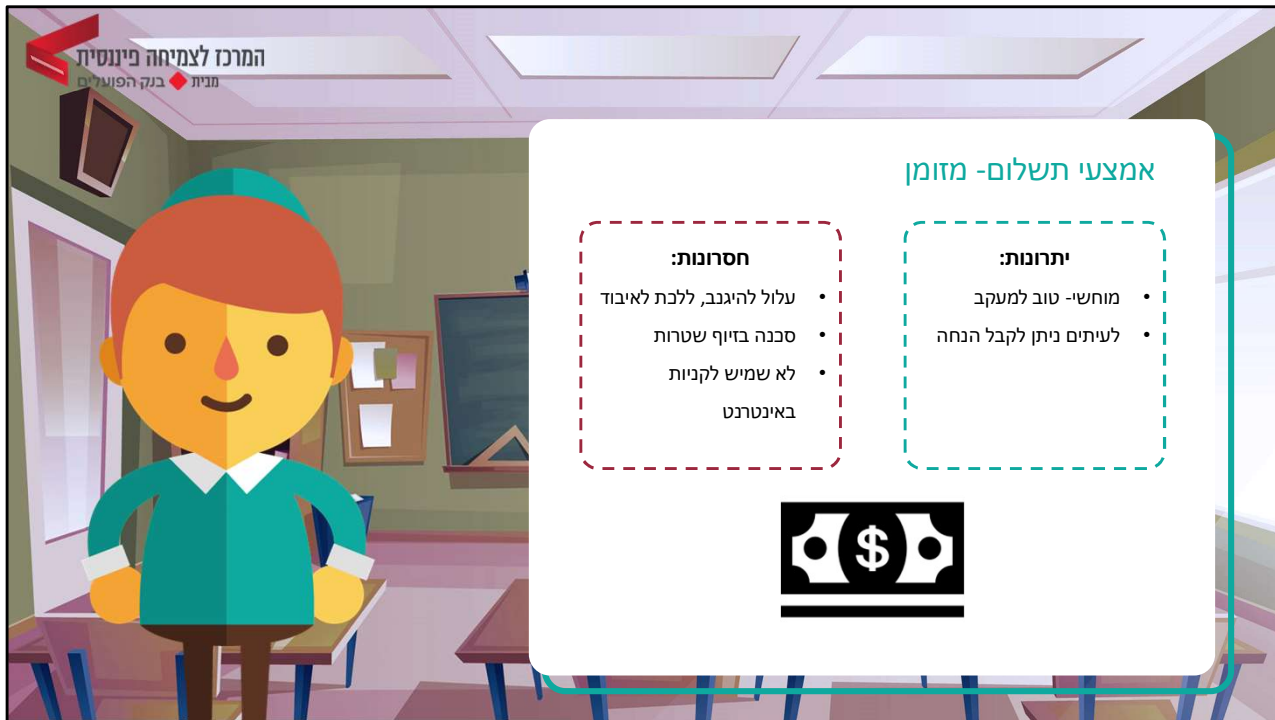 המרכז לצמיחה פיננסית
מבית בנק הפועלים
אמצעי תשלום- מזומן
יתרונות:
• מוחשי- טוב למעקב
• לעיתים ניתן לקבל הנחה
חסרונות:
• עלול להיגנב, ללכת לאיבוד
• סכנה בזיוף שטרות
• לא שמיש לקניות
באינטרנט
$